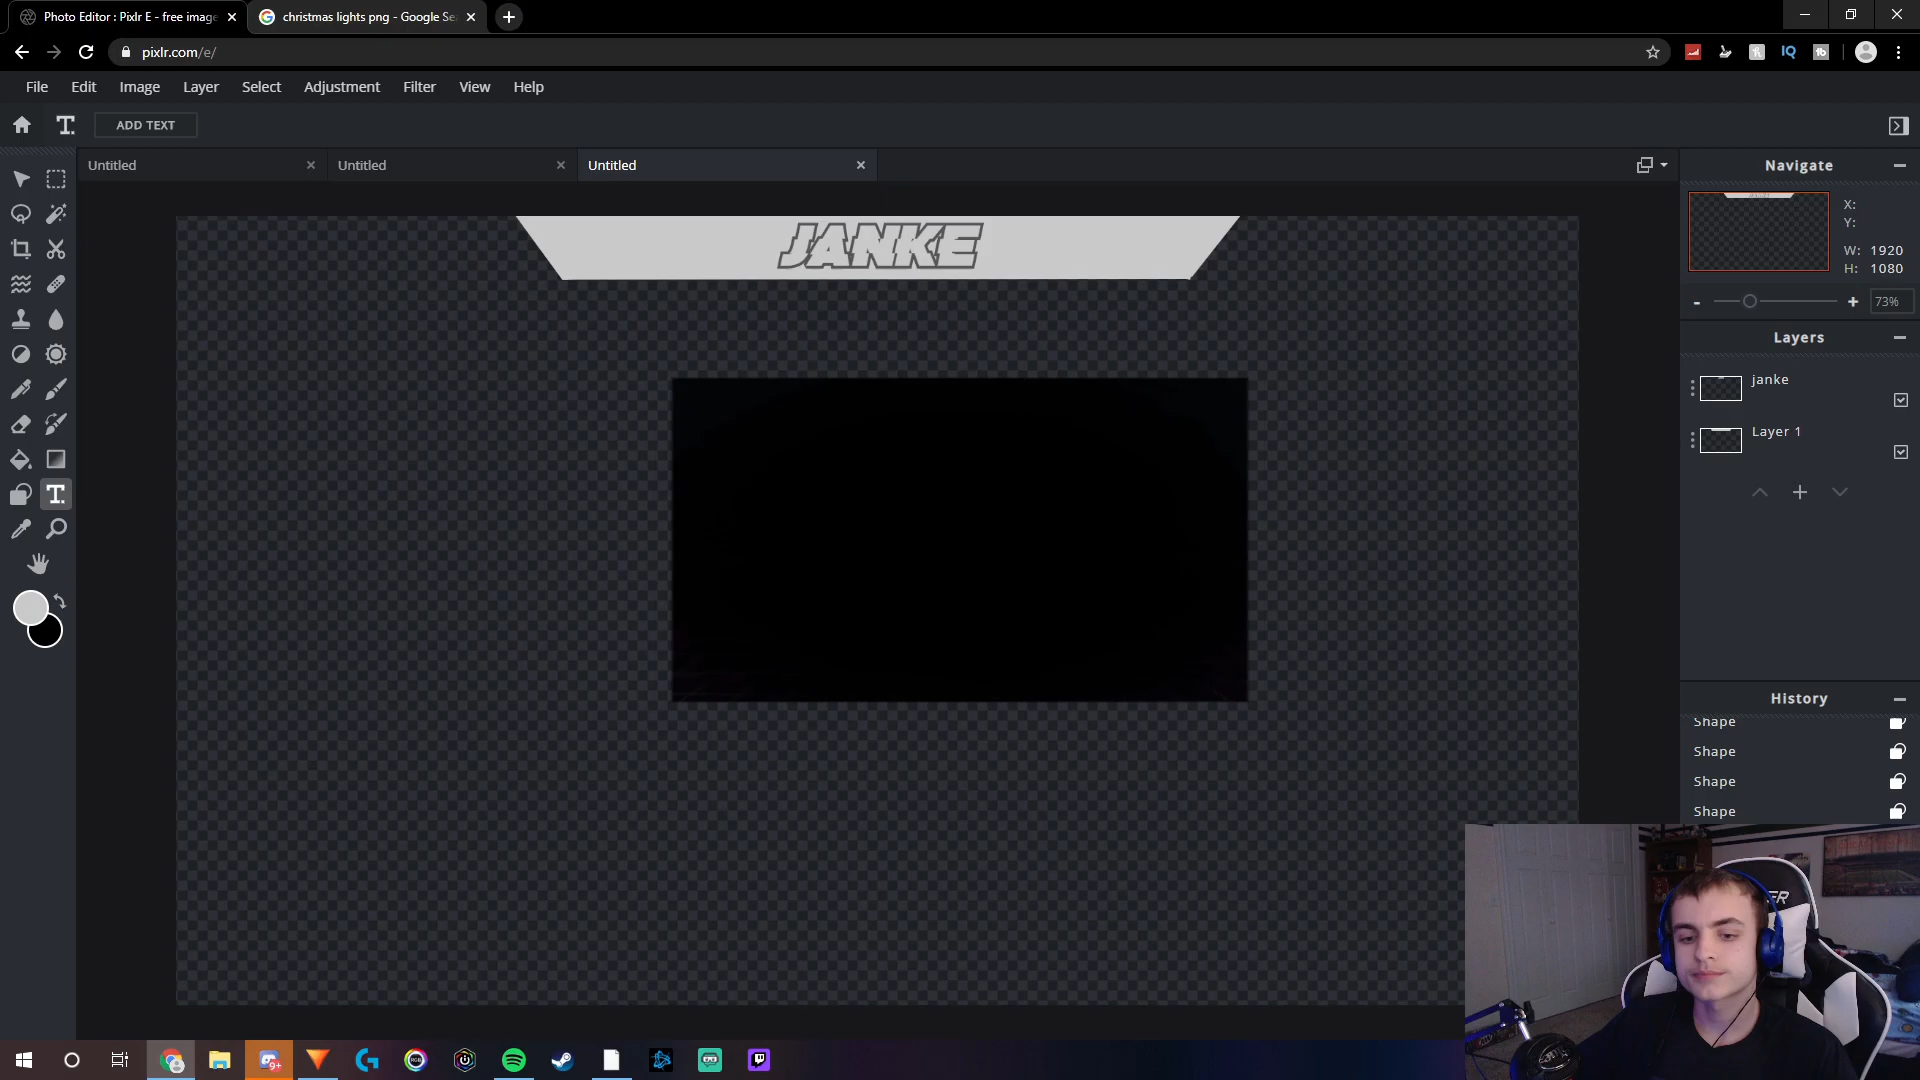 Photo Editor : Pixlr E - free image
christmas lights png - Google Se
pixlr.com/e/
IQ
File Edit Image Layer Select Adjustment Filter View Help
T. ADD TEXT
Untitled Untitled Untitled
Navigate
X:
Y:
W: 1920
H: 1080
- + 73%
Layers
janke
Layer 1
History
Shape
Shape
Shape
Shape
JANKE
T.
9+